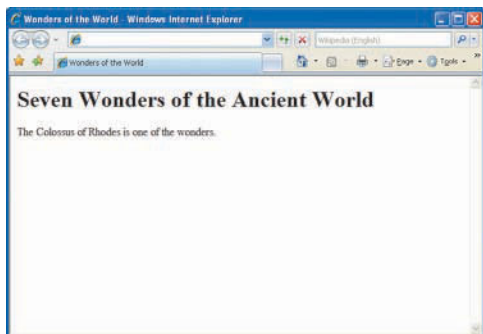 Wonders of the World - Windows Internet Explorer
Wikipedia (English)
Wonders of the World
Page
Tools
Seven Wonders of the Ancient World
The Colossus of Rhodes is one of the wonders.